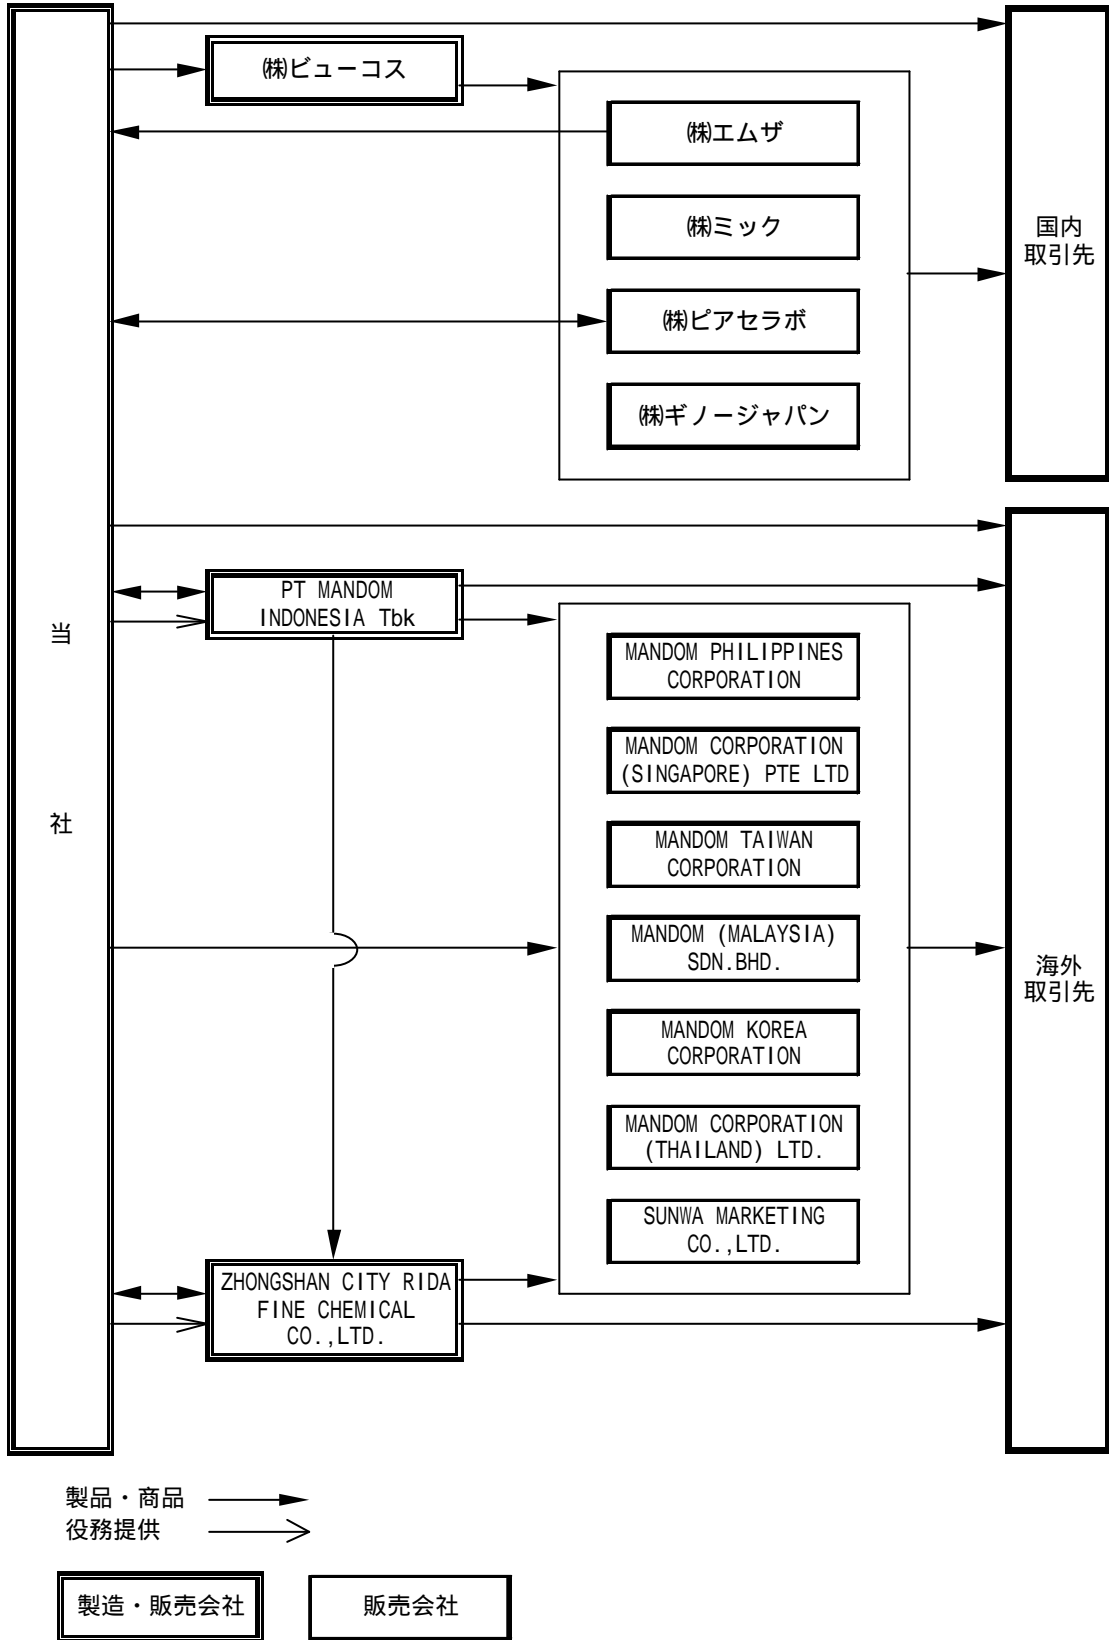 ㈱ビューコス
㈱エムザ
㈱ミック
㈱ピアセラボ
㈱ギノージャパン
国内
取引先
当
社
PT MANDOM
INDONESIA Tbk
MANDOM PHILIPPINES
CORPORATION
MANDOM CORPORATION
(SINGAPORE) PTE LTD
MANDOM TAIWAN
CORPORATION
MANDOM (MALAYSIA)
SDN.BHD.
MANDOM KOREA
CORPORATION
MANDOM CORPORATION
(THAILAND) LTD.
SUNWA MARKETING
CO.,LTD.
ZHONGSHAN CITY RIDA
FINE CHEMICAL
CO.,LTD.
海外
取引先
製品・商品
役務提供
製造・販売会社
販売会社